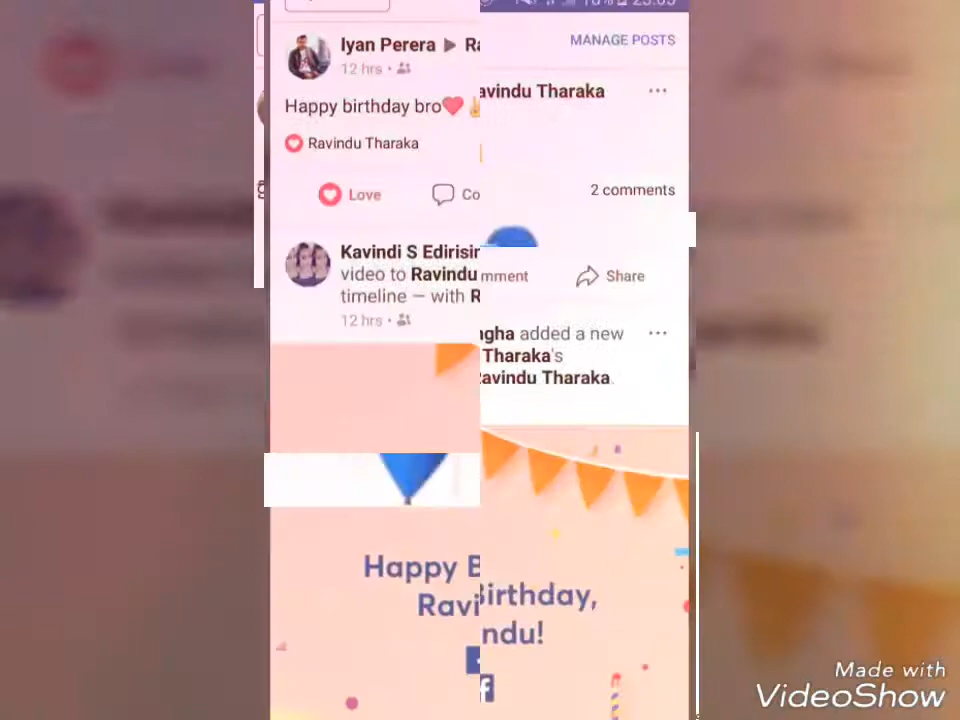 MANAGE POSTS
Iyan Perera ▶ Ra
avindu Tharaka
12 hrs
Happy birthday bro❤️✌
Ravindu Tharaka
2 comments
Love
Co
mment
Share
Kavindi S Edirisin
video to Ravindu
timeline — with R
12 hrs
ngha added a new
Tharaka's
Ravindu Tharaka.
Happy B
Ravi
Birthday,
ndu!
Made with
VideoShow